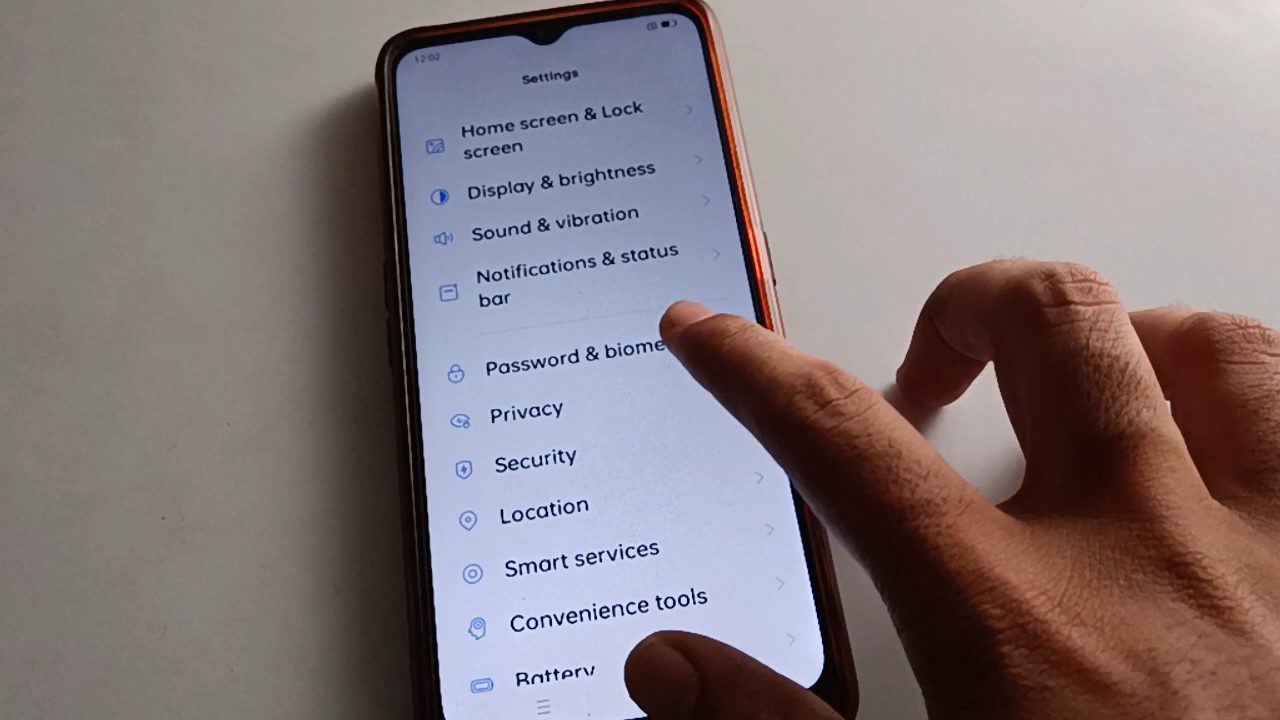 12:02
Settings
Home screen & Lock
screen
Display & brightness
Sound & vibration
Notifications & status
bar
Password & biome
Privacy
Security
Location
Smart services
Convenience tools
Battery